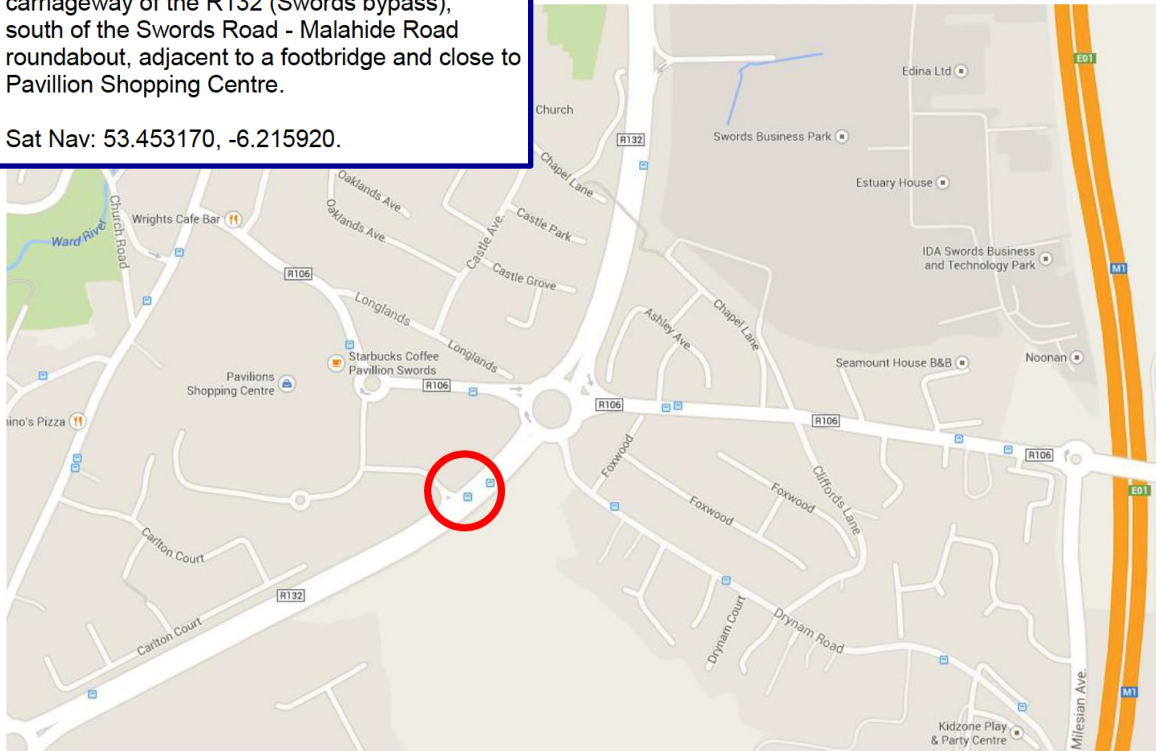 carriageway of the R132 (Swords bypass),
south of the Swords Road - Malahide Road
roundabout, adjacent to a footbridge and close to
Pavillion Shopping Centre.
Sat Nav: 53.453170, -6.215920.
E01
Edina Ltd
Church
R132
Swords Business Park
Chapel Lane
Estuary House
Oaklands Ave.
Church Road
Wrights Cafe Bar
Oaklands Ave.
Castle Park
Ward River
Castle Ave.
IDA Swords Business
and Technology Park
M1
R106
Castle Grove
Longlands
Ashley Ave.
Chapel Lane
Longlands
Starbucks Coffee
Pavillion Swords
Seamount House B&B
Noonan
Pavilions
Shopping Centre
R106
R106
R106
ino's Pizza
R106
Foxwood
E01
Foxwood
Foxwood
Cliffords Lane
Carlton Court
R132
Drynam Court
Drynam Road
Carlton Court
M1
Milesian Ave.
Kidzone Play
& Party Centre